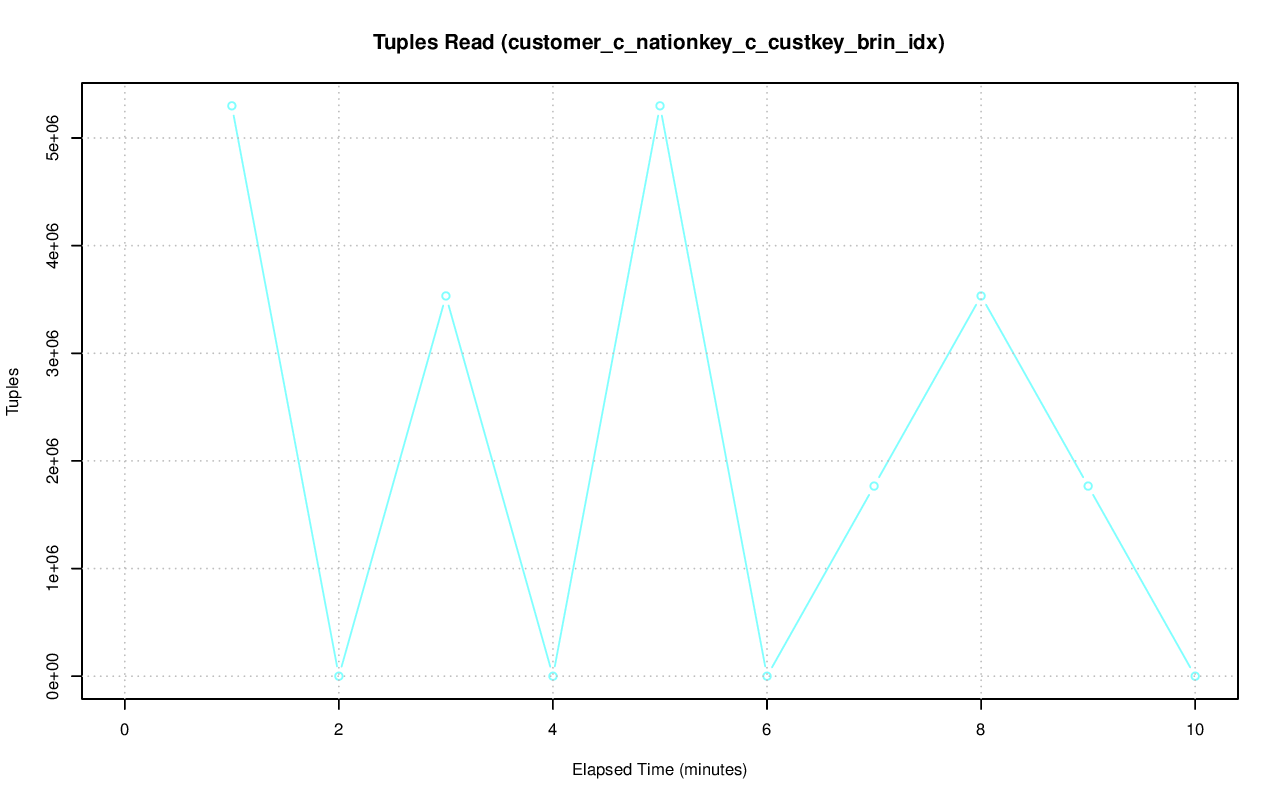 Tuples Read (customer_c_nationkey_c_custkey_brin_idx)
5e+06
4e+06
3e+06
2e+06
1e+06
0e+00
Tuples
0 2 4 6 8 10
Elapsed Time (minutes)